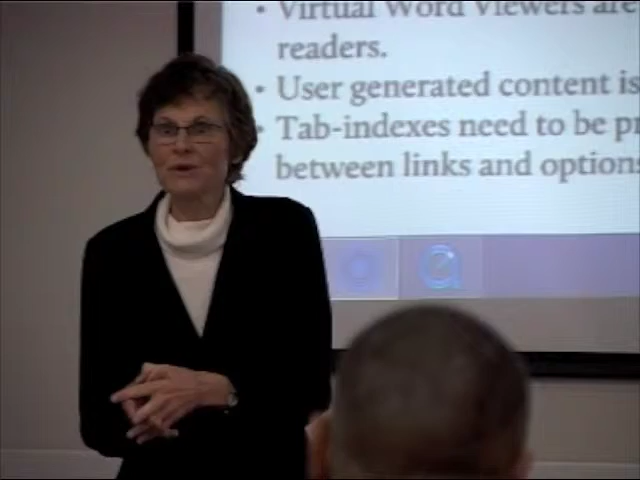 • Virtual Word Viewers are
readers.
• User generated content is
• Tab-indexes need to be pr
between links and options